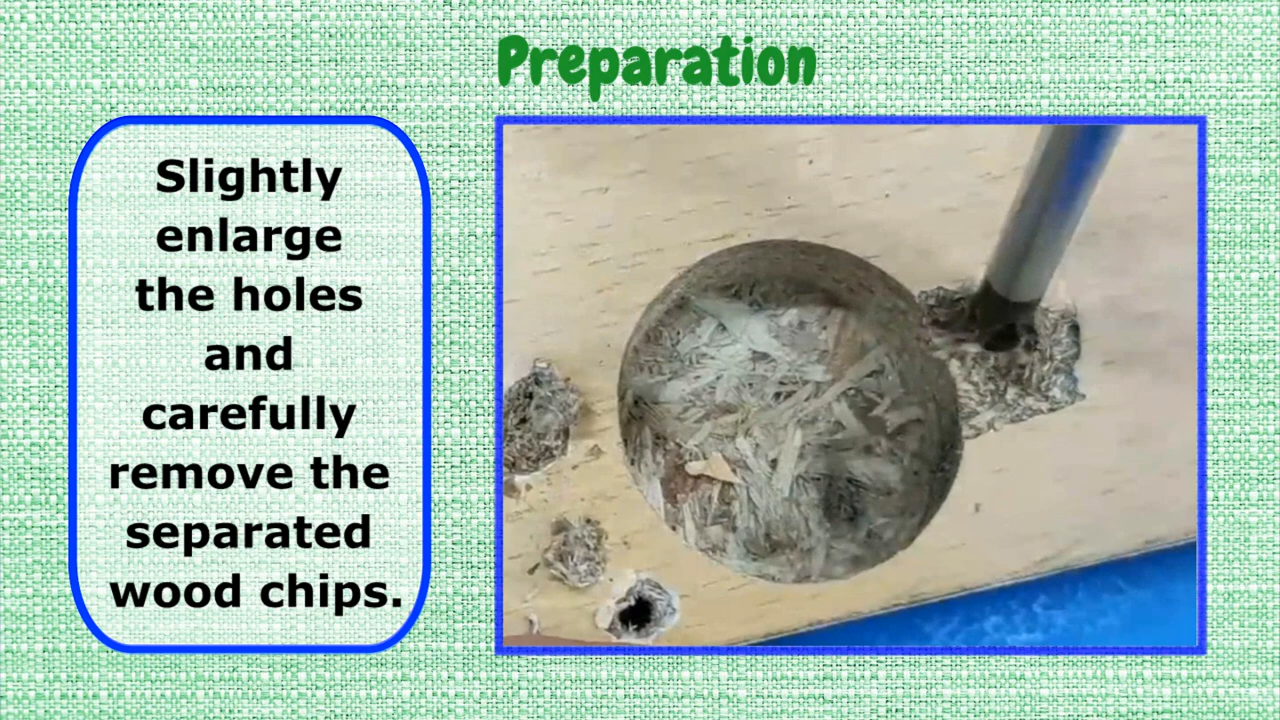 Preparation
Slightly
enlarge
the holes
and
carefully
remove the
separated
wood chips.